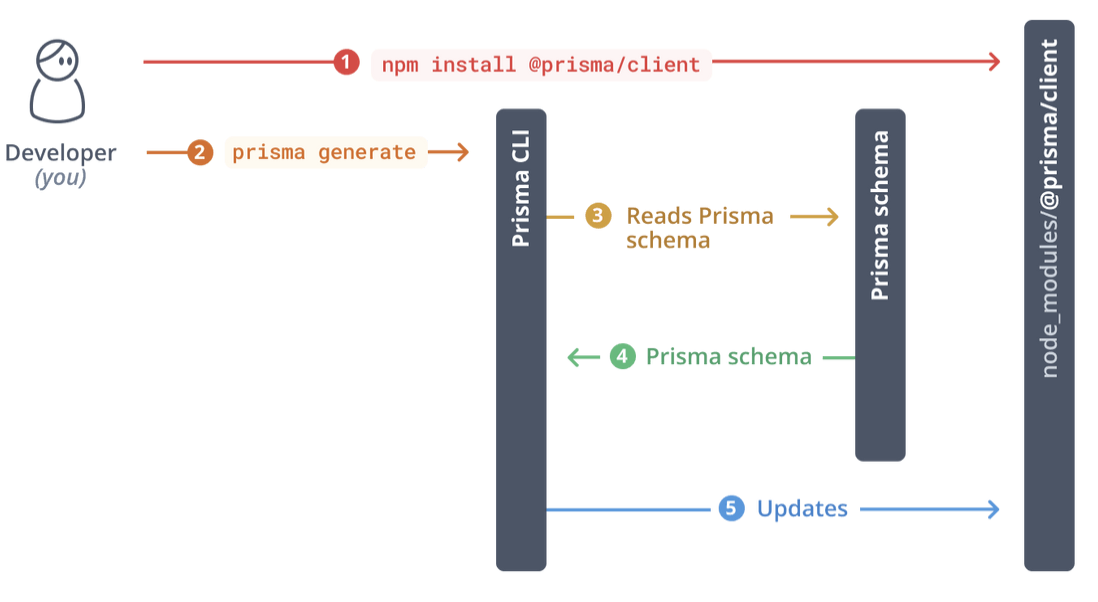 1 npm install @prisma/client
Developer
(you)
2 prisma generate
Prisma CLI
3 Reads Prisma
schema
4 Prisma schema
Prisma schema
5 Updates
node_modules/@prisma/client